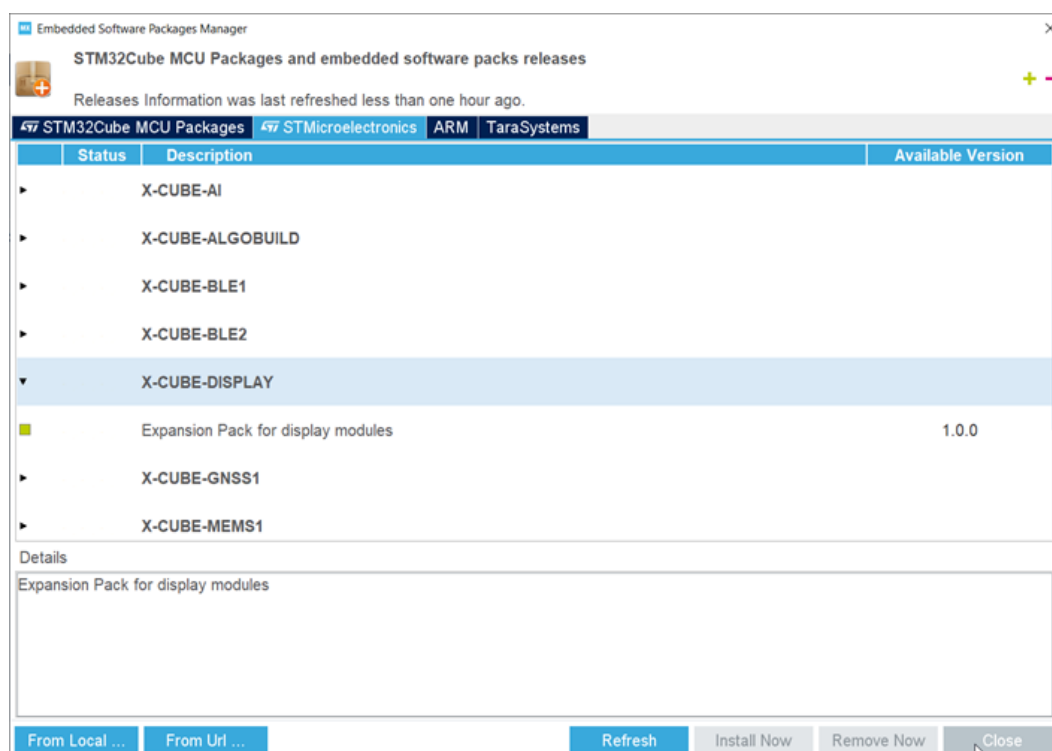 MX Embedded Software Packages Manager
STM32Cube MCU Packages and embedded software packs releases
Releases Information was last refreshed less than one hour ago.
STM32Cube MCU Packages STMicroelectronics ARM TaraSystems
Status Description Available Version
X-CUBE-AI
X-CUBE-ALGOBUILD
X-CUBE-BLE1
X-CUBE-BLE2
X-CUBE-DISPLAY
Expansion Pack for display modules 1.0.0
X-CUBE-GNSS1
X-CUBE-MEMS1
Details
Expansion Pack for display modules
From Local ... From Url ... Refresh Install Now Remove Now Close